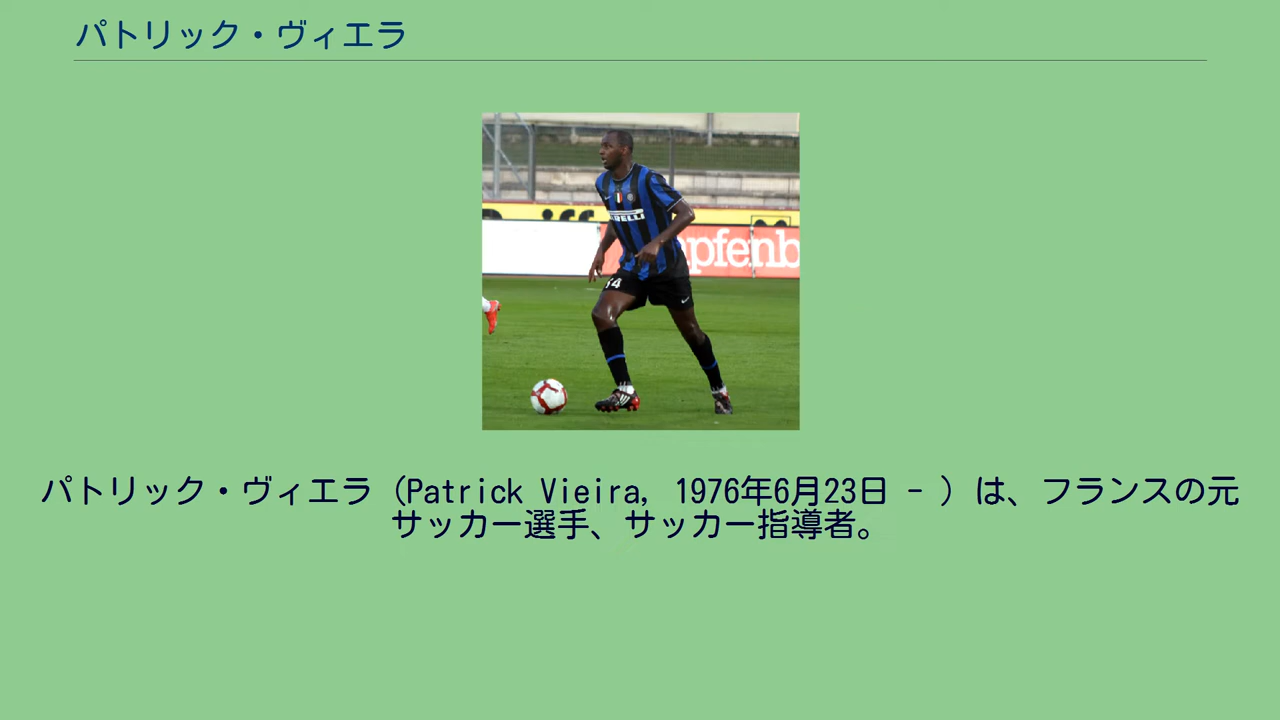 パトリック・ヴィエラ
パトリック・ヴィエラ（Patrick Vieira, 1976年6月23日 - ）は、フランスの元
サッカー選手、サッカー指導者。